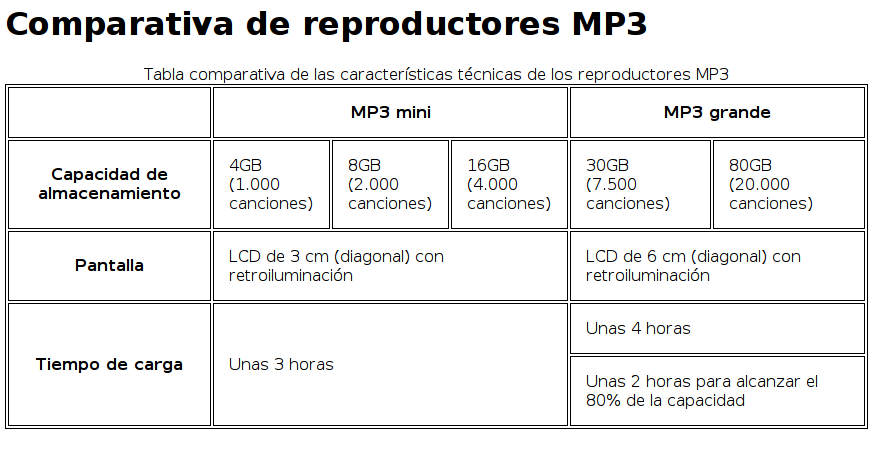 Comparativa de reproductores MP3
Tabla comparativa de las características técnicas de los reproductores MP3
MP3 mini
MP3 grande
Capacidad de
almacenamiento
4GB
(1.000
canciones)
8GB
(2.000
canciones)
16GB
(4.000
canciones)
30GB
(7.500
canciones)
80GB
(20.000
canciones)
Pantalla
LCD de 3 cm (diagonal) con
retroiluminación
LCD de 6 cm (diagonal) con
retroiluminación
Tiempo de carga
Unas 3 horas
Unas 4 horas
Unas 2 horas para alcanzar el
80% de la capacidad